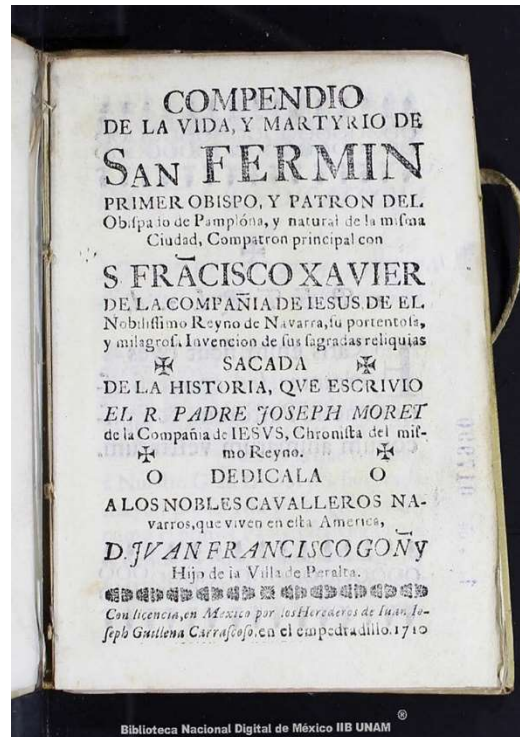 COMPENDIO
DE LA VIDA, Y MARTYRIO DE
SAN FERMIN
PRIMER OBISPO, Y PATRON DEL
Obispado de Pamplóna, y natural de la misma
Ciudad, Compatron principal con
S FRÃCISCO XAVIER
DE LA COMPAÑIA DE IESUS, DE EL
Nobilissimo Reyno de Navarra, su portentosa,
y milagros. Invencion de sus sagradas reliquias
✠ SACADA ✠
DE LA HISTORIA, QVE ESCRIVIO
EL R. PADRE JOSEPH MORET
de la Compañia de IESVS, Chronista del mis-
✠ mo Reyno. ✠
O DEDICALA O
A LOS NOBLES CAVALLEROS NA-
varros, que viven en esta America,
D. JVAN FRANCISCO GOÑy
Hijo de la Villa de Peralta.
Con licencia, en Mexico por los Herederos de Iuan Io-
seph Guillena Carrascoso, en el empedradillo. 1710
Biblioteca Nacional Digital de México IIB UNAM ®